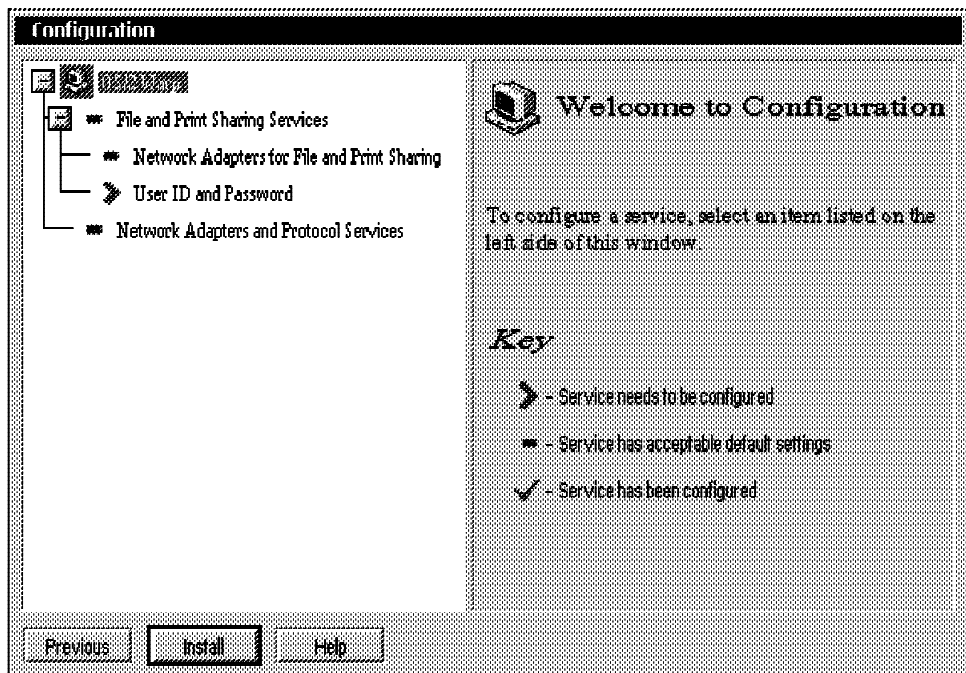 Configuration
File and Print Sharing Services
Network Adapters for File and Print Sharing
User ID and Password
Network Adapters and Protocol Services
Welcome to Configuration
To configure a service, select an item listed on the
left side of this window.
Key
- Service needs to be configured
- Service has acceptable default settings
- Service has been configured
Previous
Install
Help